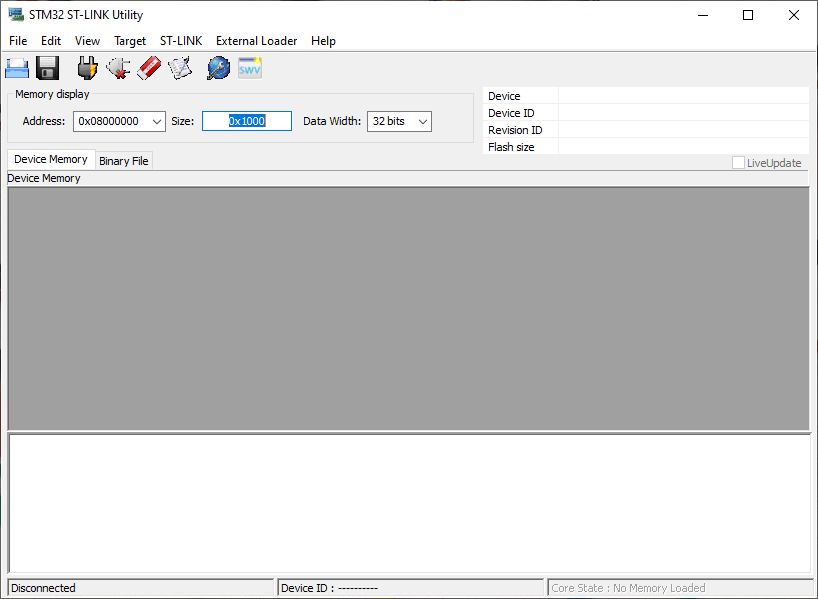 STM32 ST-LINK Utility
File Edit View Target ST-LINK External Loader Help
SWV
Memory display
Address: 0x08000000 Size: 0x1000 Data Width: 32 bits
Device
Device ID
Revision ID
Flash size
LiveUpdate
Device Memory Binary File
Device Memory
Disconnected Device ID : ---------- Core State : No Memory Loaded